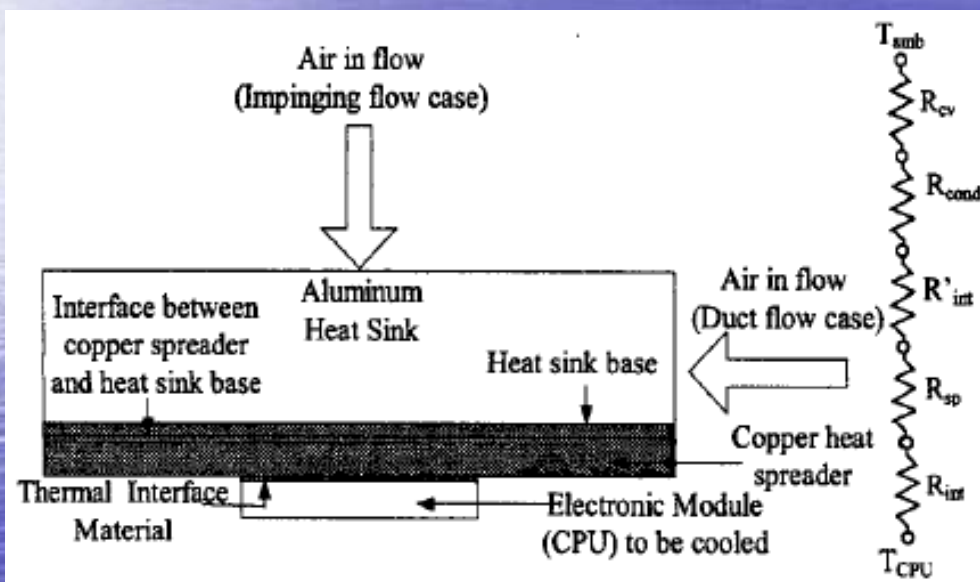 Air in flow
(Impinging flow case)
Aluminum
Heat Sink
Interface between
copper spreader
and heat sink base
Heat sink base
Air in flow
(Duct flow case)
Copper heat
spreader
Thermal Interface
Material
Electronic Module
(CPU) to be cooled
T_amb
R_cv
R_cond
R'_int
R_sp
R_int
T_CPU